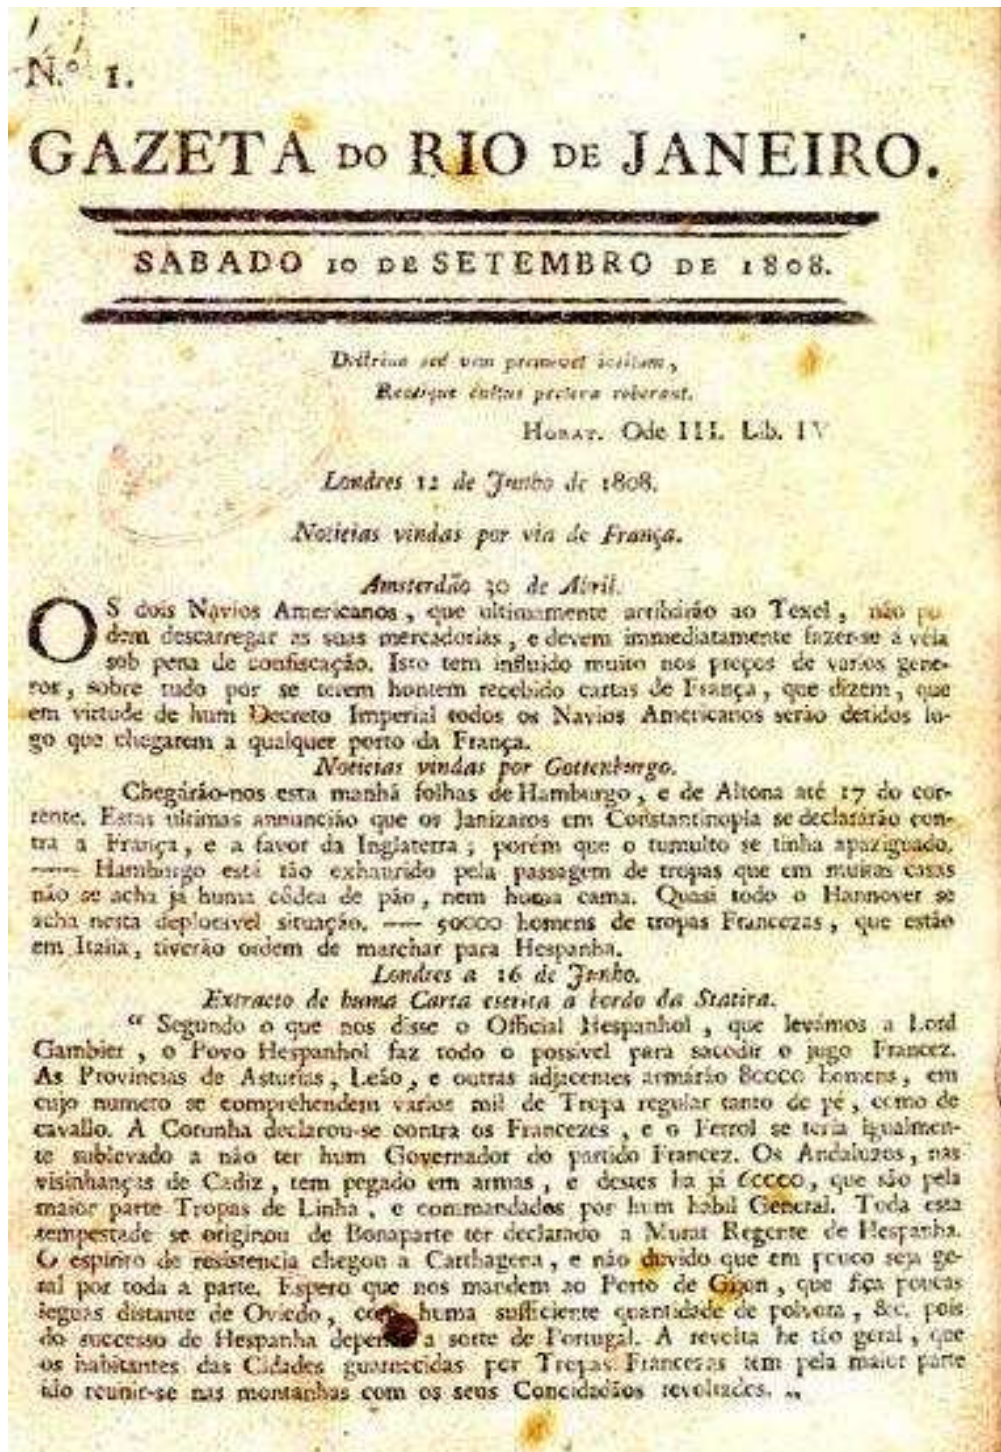 N.º 1.
GAZETA DO RIO DE JANEIRO.
SABADO 10 DE SETEMBRO DE 1808.
Doctrina sed vim promovet insitam,
Rectique cultus pectora roborant.
HORAT. Ode III. Lib. IV
Londres 12 de Junho de 1808.
Noticias vindas por via de França.
Amsterdão 30 de Abril.
OS dois Navios Americanos, que ultimamente arribárão ao Texel, não po-
dem descarregar as suas mercadorias, e devem immediatamente fazer-se á véla
sob pena de confiscação. Isto tem influido muito nos preços de varios gene-
ros, sobre tudo por se terem hontem recebido cartas de França, que dizem, que
em virtude de hum Decreto Imperial todos os Navios Americanos serão detidos lo-
go que chegarem a qualquer porto da França.
Noticias vindas por Gottenburgo.
Chegárão-nos esta manhã folhas de Hamburgo, e de Altona até 17 do cor-
rente. Estas ultimas annuncião que os Janizaros em Constantinopla se declarárão con-
tra a França, e a favor da Inglaterra; porém que o tumulto se tinha apaziguado.
—— Hamburgo está tão exhaurido pela passagem de tropas que em muitas casas
não se acha já huma côdea de pão, nem huma cama. Quasi todo o Hannover se
acha nesta deploravel situação. —— 50000 homens de tropas Francezas, que estão
em Italia, tiverão ordem de marchar para Hespanha.
Londres a 16 de Junho.
Extracto de huma Carta escrita a bordo da Statira.
“ Segundo o que nos disse o Official Hespanhol, que levámos a Lord
Gambier, o Povo Hespanhol faz todo o possivel para sacodir o jugo Francez.
As Provincias de Asturias, Leão, e outras adjacentes armárão 80000 homens, em
cujo numero se comprehendem varios mil de Tropa regular tanto de pé, como de
cavallo. A Corunha declarou-se contra os Francezes, e o Ferrol se teria igualmen-
te sublevado a não ter hum Governador do partido Francez. Os Andaluzos, nas
visinhanças de Cadiz, tem pegado em armas, e destes ha já 60000, que são pela
maior parte Tropas de Linha, e commandados por hum habil General. Toda esta
tempestade se originou de Bonaparte ter declarado a Murat Regente de Hespanha.
O espirito de resistencia chegou a Carthagena, e não duvido que em pouco seja ge-
ral por toda a parte. Espero que nos mandem ao Porto de Gijon, que fica poucas
leguas distante de Oviedo, com huma sufficiente quantidade de polvora, &c. pois
do successo de Hespanha depende a sorte de Portugal. A revolta he tão geral, que
os habitantes das Cidades guarnecidas por Tropas Francesas tem pela maior parte
ido reunir-se nas montanhas com os seus Concidadãos revoltados. „